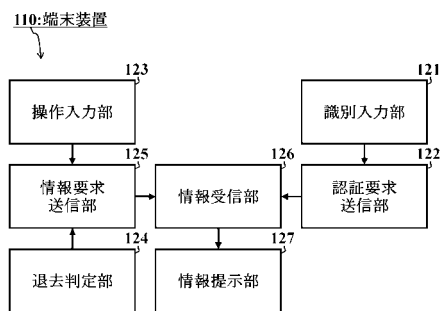 110:端末装置
123
操作入力部
121
識別入力部
125
情報要求
送信部
126
情報受信部
122
認証要求
送信部
124
退去判定部
127
情報提示部